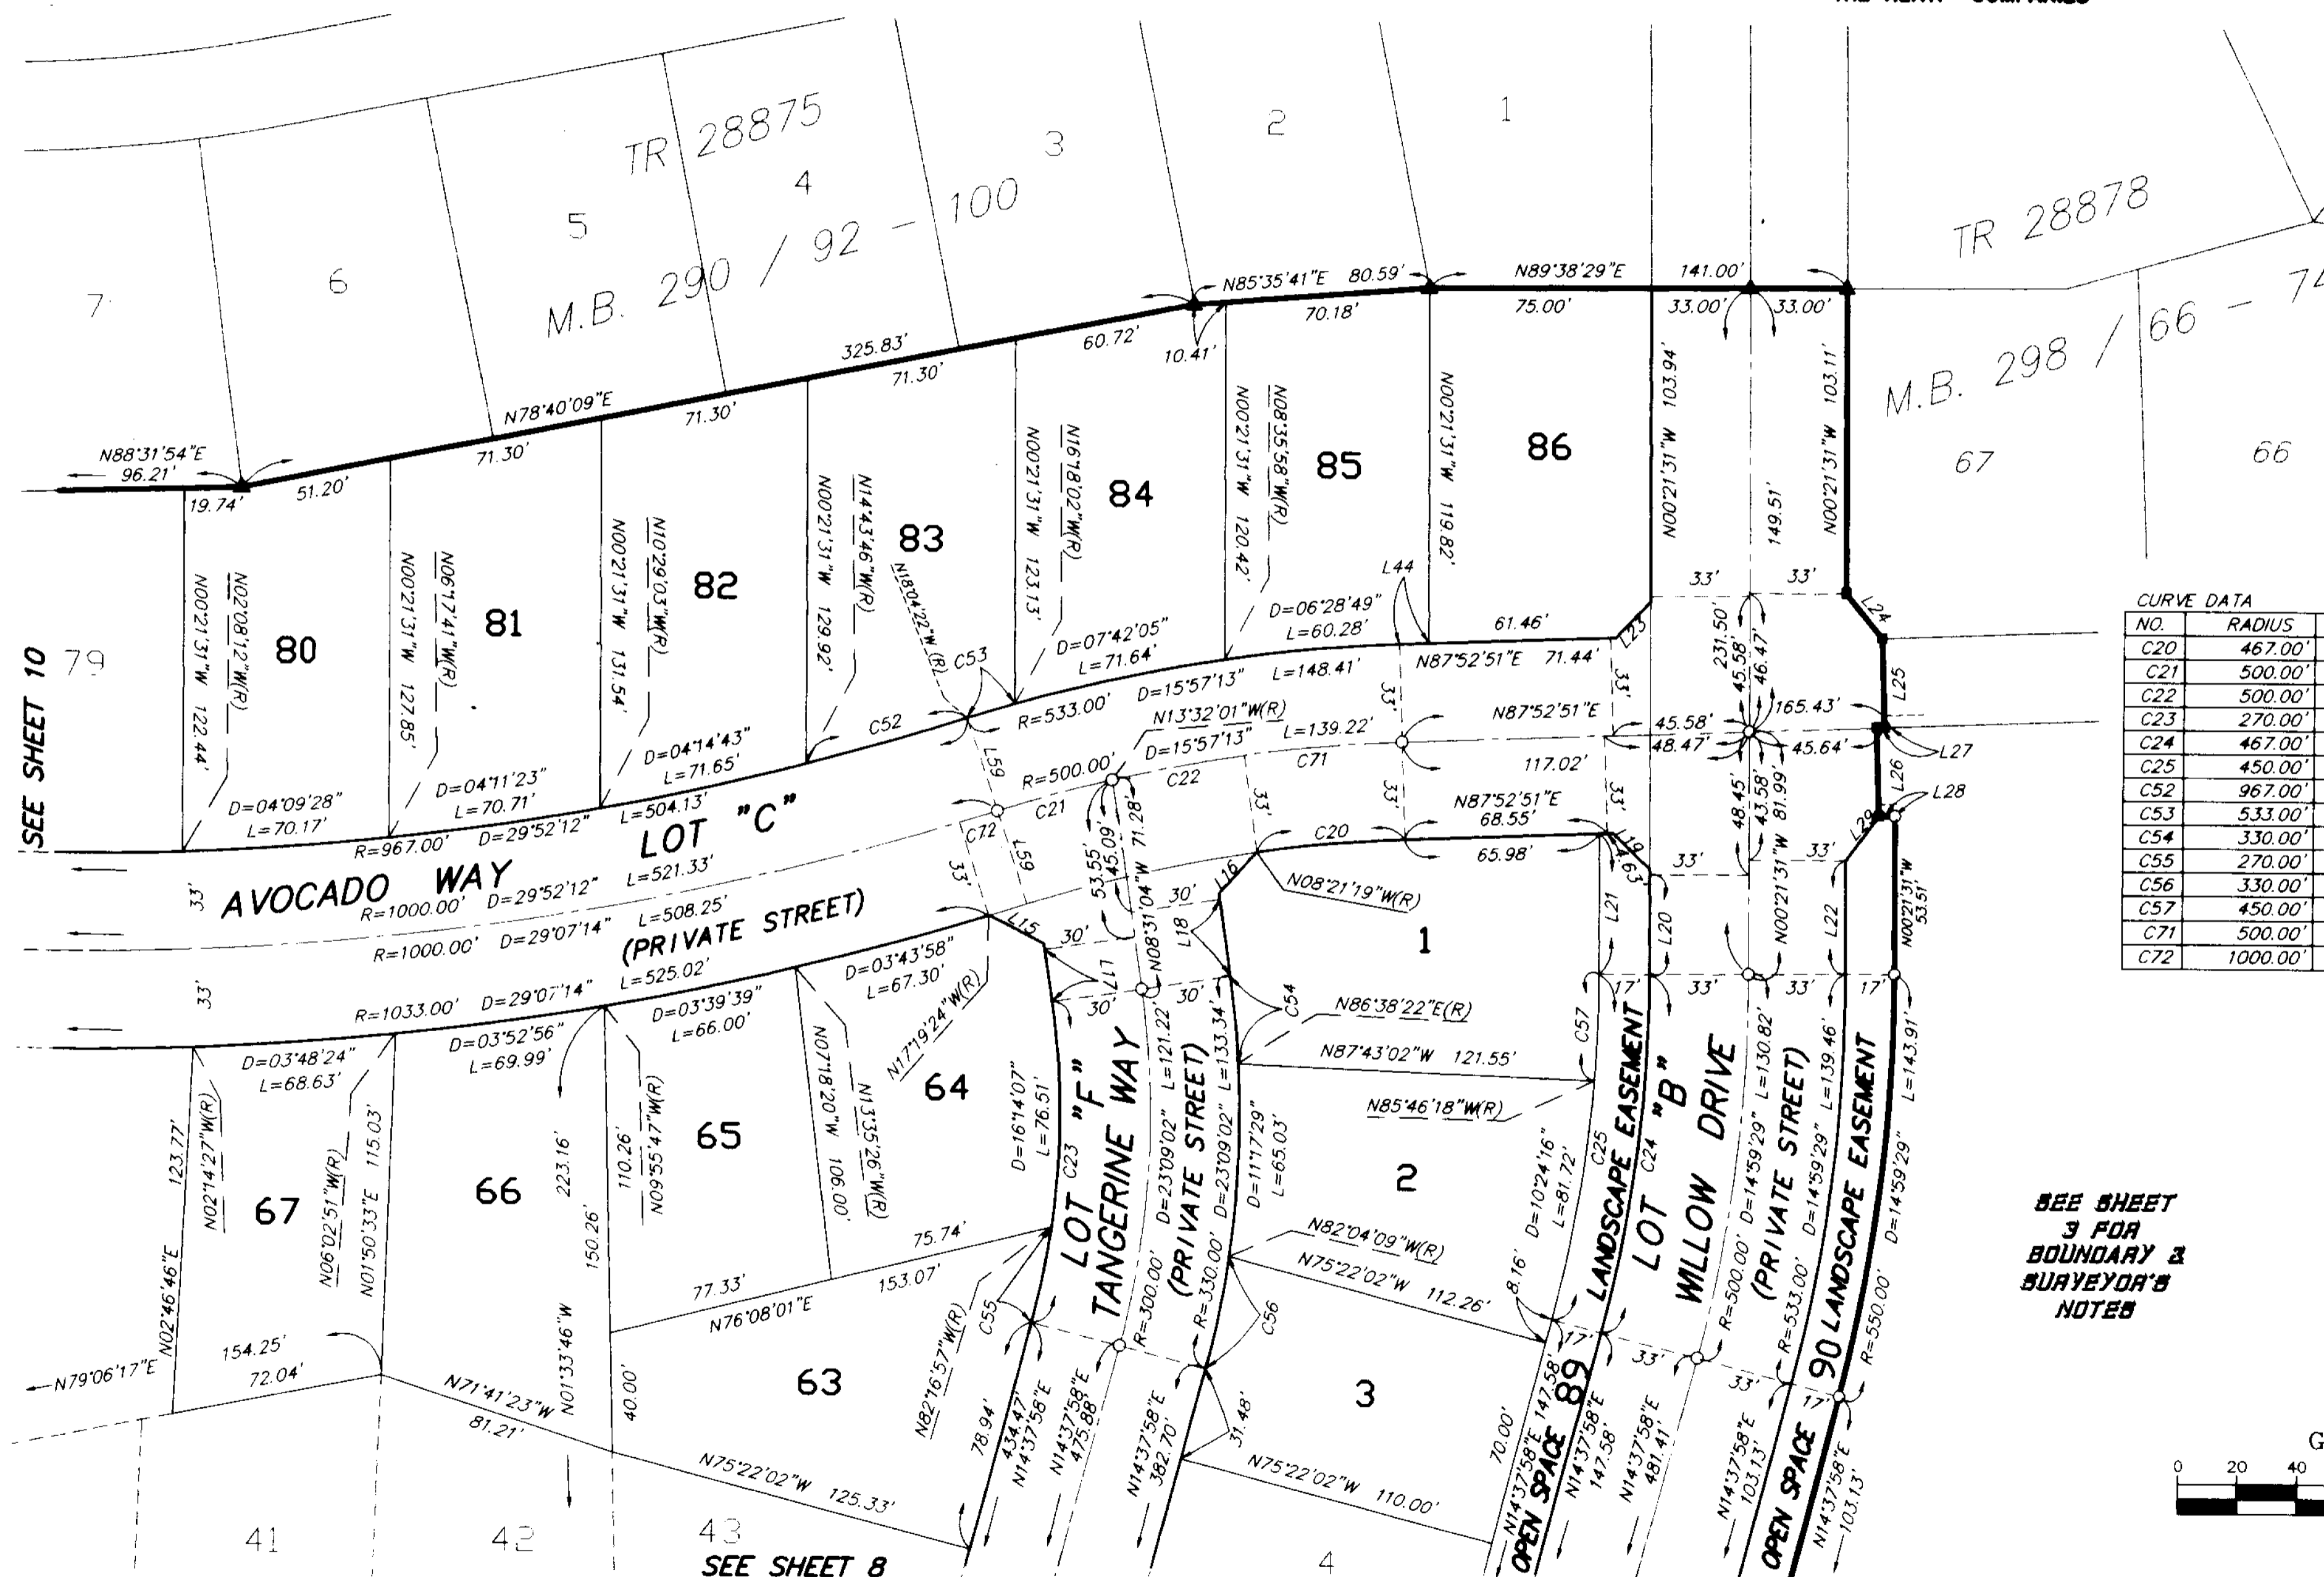 TR 28875
M.B. 290 / 92 - 100
7
6
5
4
3
2
1
TR 28878
M.B. 298 / 66 - 74
67
66
N88°31'54"E
96.21'
19.74'
51.20'
N78°40'09"E
71.30'
71.30'
325.83'
71.30'
60.72'
10.41'
N85°35'41"E 80.59'
70.18'
N89°38'29"E 141.00'
75.00'
33.00'
33.00'
SEE SHEET 10
79
N00°21'31"W 122.44'
N02°08'12"W(R)
80
N00°21'31"W 127.85'
N06°17'41"W(R)
81
N00°21'31"W 131.54'
N10°29'03"W(R)
82
N00°21'31"W 129.92'
N14°43'46"W(R)
83
N18°04'22"W(R)
N00°21'31"W 123.13'
N16°18'02"W(R)
84
N00°21'31"W 120.42'
N08°35'58"W(R)
85
N00°21'31"W 119.82'
86
N00°21'31"W 103.94'
149.51'
N00°21'31"W 103.11'
D=04°09'28"
L=70.17'
D=04°11'23"
L=70.71'
D=04°14'43"
L=71.65'
C52
C53
D=07°42'05"
L=71.64'
D=06°28'49"
L=60.28'
L44
61.46'
L23
33'
33'
L24
L25
L26
L27
L28
L29
R=967.00' D=29°52'12" L=504.13'
R=533.00' D=15°57'13" L=148.41'
N87°52'51"E 71.44'
N13°32'01"W(R)
R=500.00' D=15°57'13" L=139.22'
N87°52'51"E
117.02'
N87°52'51"E
68.55'
65.98'
33'
33'
33'
33'
33'
33'
231.50'
45.58'
46.47'
165.43'
45.58'
48.47'
45.64'
48.45'
43.58'
81.99'
N00°21'31"W
LOT "C"
AVOCADO WAY
(PRIVATE STREET)
R=1000.00' D=29°52'12" L=521.33'
R=1000.00' D=29°07'14" L=508.25'
R=1033.00' D=29°07'14" L=525.02'
33'
33'
L59
L59
C72
C21
C22
C71
C20
L16
L19
4.63'
L15
L17
L18
L20
L21
L22
30'
30'
30'
30'
53.55'
45.09'
71.28'
N08°31'04"W
N08°21'19"W(R)
1
N86°38'22"E(R)
C54
N87°43'02"W 121.55'
N85°46'18"W(R)
C57
2
N82°04'09"W(R)
N75°22'02"W 112.26'
3
31.48'
N75°22'02"W 110.00'
4
D=03°48'24"
L=68.63'
D=03°52'56"
L=69.99'
D=03°39'39"
L=66.00'
D=03°43'58"
L=67.30'
N02°46'46"E 123.77'
N02°14'27"W(R)
67
N06°02'51"W(R)
N01°50'33"E 115.03'
66
223.16'
N01°33'46"W
150.26'
110.26'
40.00'
N09°55'47"W(R)
65
N07°18'20"W 106.00'
N13°35'26"W(R)
N17°19'24"W(R)
64
77.33'
75.74'
N76°08'01"E 153.07'
63
N79°06'17"E
154.25'
72.04'
N71°41'23"W
81.21'
N75°22'02"W 125.33'
41
42
43
SEE SHEET 8
D=16°14'07"
L=76.51'
C23
C55
N82°16'57"W(R)
78.94'
434.47'
N14°37'58"E
N14°37'58"E
475.88'
N14°37'58"E
382.70'
LOT "F"
TANGERINE WAY
(PRIVATE STREET)
R=300.00' D=23°09'02" L=121.22'
R=330.00' D=23°09'02" L=133.34'
D=11°17'29"
L=65.03'
C56
D=10°24'16"
L=81.72'
C25
C24
8.16'
17'
33'
33'
17'
33'
33'
17'
70.00'
N14°37'58"E 147.58'
N14°37'58"E
147.58'
N14°37'58"E
481.41'
N14°37'58"E
103.13'
N14°37'58"E
103.13'
OPEN SPACE 89 LANDSCAPE EASEMENT
LOT "B"
WILLOW DRIVE
(PRIVATE STREET)
R=500.00' D=14°59'29" L=130.82'
R=533.00' D=14°59'29" L=139.46'
OPEN SPACE 90 LANDSCAPE EASEMENT
R=550.00' D=14°59'29" L=143.91'
N00°21'31"W
53.51'
CURVE DATA
NO. RADIUS
C20 467.00'
C21 500.00'
C22 500.00'
C23 270.00'
C24 467.00'
C25 450.00'
C52 967.00'
C53 533.00'
C54 330.00'
C55 270.00'
C56 330.00'
C57 450.00'
C71 500.00'
C72 1000.00'
SEE SHEET
3 FOR
BOUNDARY &
SURVEYOR'S
NOTES
G
0 20 40